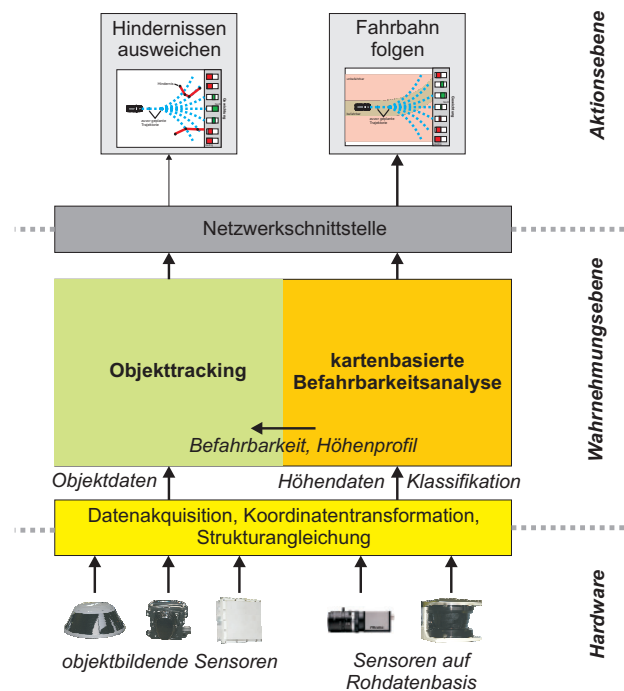 Hindernissen
ausweichen
Fahrbahn
folgen
Hindernis
Aktionsebene
Netzwerkschnittstelle
Objekttracking
kartenbasierte
Befahrbarkeitsanalyse
Befahrbarkeit, Höhenprofil
Wahrnehmungsebene
Objektdaten
Höhendaten
Klassifikation
Datenakquisition, Koordinatentransformation,
Strukturangleichung
objektbildende Sensoren
Sensoren auf
Rohdatenbasis
Hardware